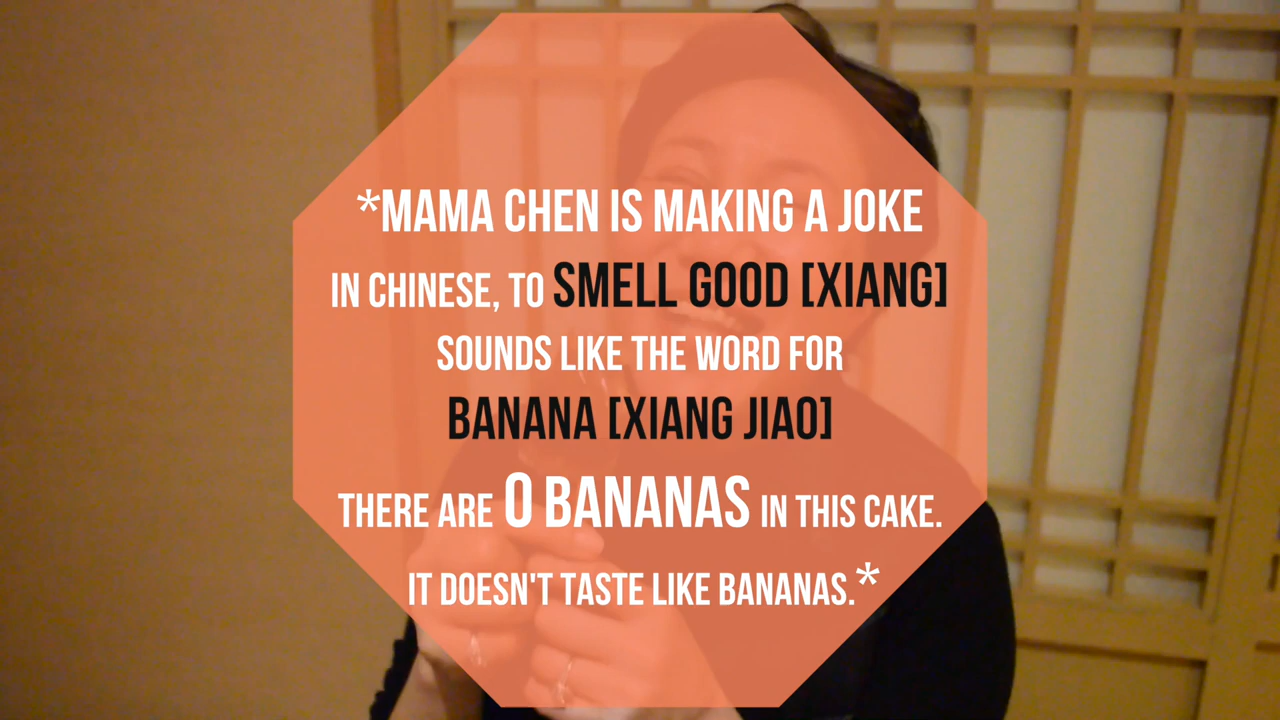 *MAMA CHEN IS MAKING A JOKE
IN CHINESE, TO SMELL GOOD [XIANG]
SOUNDS LIKE THE WORD FOR
BANANA [XIANG JIAO]
THERE ARE 0 BANANAS IN THIS CAKE.
IT DOESN'T TASTE LIKE BANANAS.*